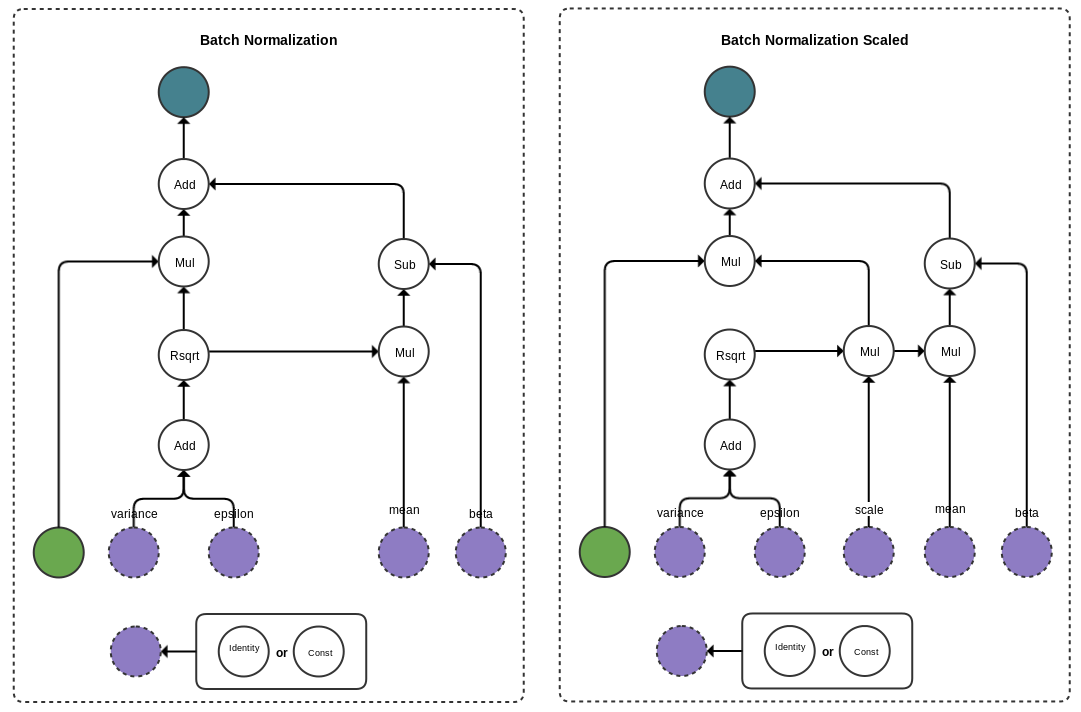 Batch Normalization
Add
Mul
Sub
Rsqrt
Mul
Add
variance
epsilon
mean
beta
Identity
or
Const
Batch Normalization Scaled
Add
Mul
Sub
Rsqrt
Mul
Mul
Add
variance
epsilon
scale
mean
beta
Identity
or
Const